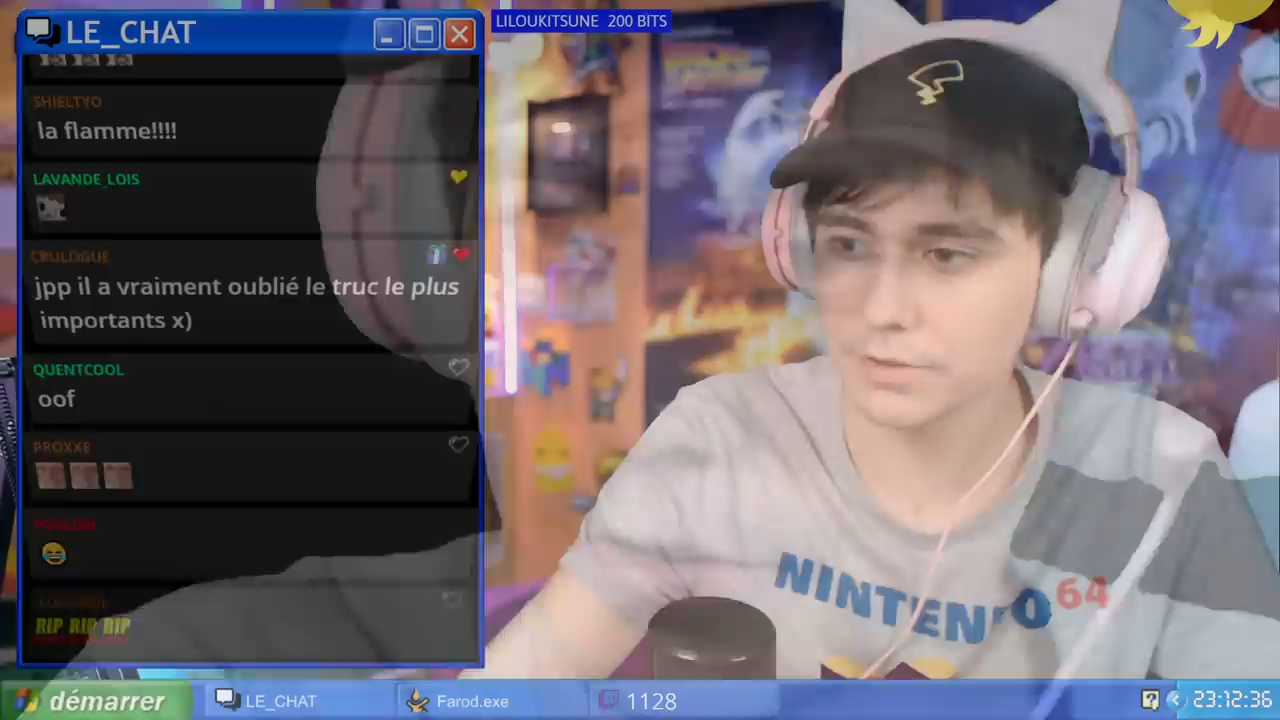 LE_CHAT
LILOUKITSUNE 200 BITS
SHIELTYO
la flamme!!!!
LAVANDE_LOIS
CRULOGUE
jpp il a vraiment oublié le truc le plus
importants x)
QUENTCOOL
oof
PROXXE
RIP RIP RIP
NINTENDO 64
démarrer
LE_CHAT
Farod.exe
1128
23:12:36